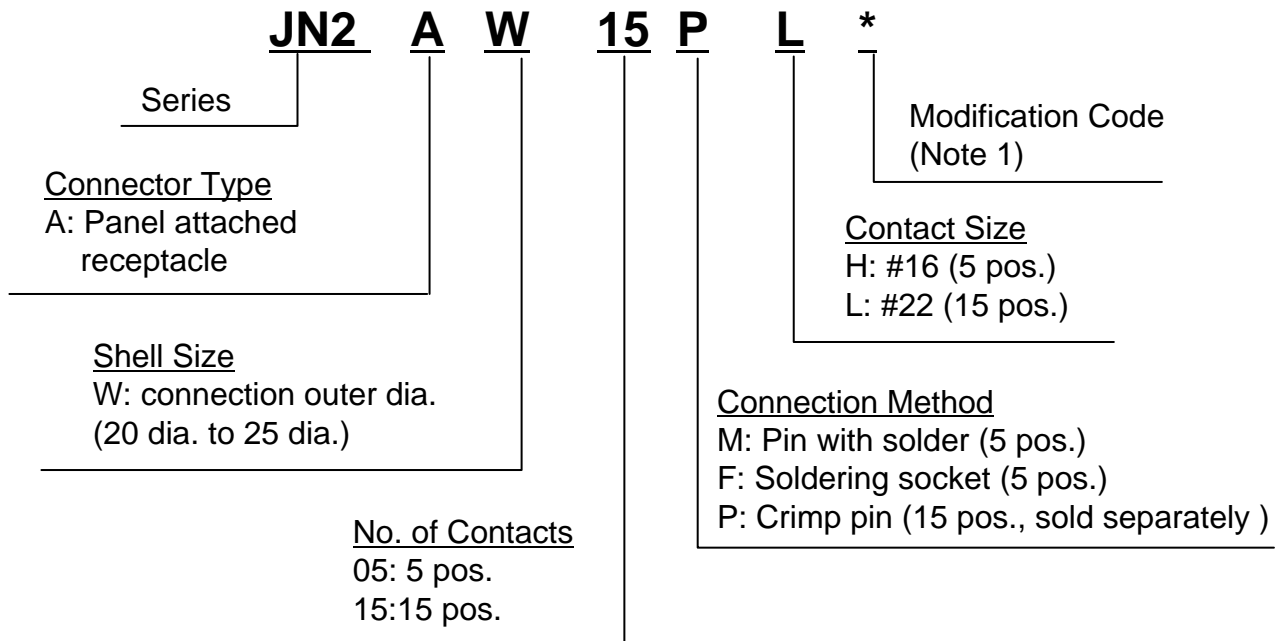 JN2 A W 15 P L *
Series
Modification Code
(Note 1)
Connector Type
A: Panel attached
receptacle
Contact Size
H: #16 (5 pos.)
L: #22 (15 pos.)
Shell Size
W: connection outer dia.
(20 dia. to 25 dia.)
Connection Method
M: Pin with solder (5 pos.)
F: Soldering socket (5 pos.)
P: Crimp pin (15 pos., sold separately )
No. of Contacts
05: 5 pos.
15:15 pos.